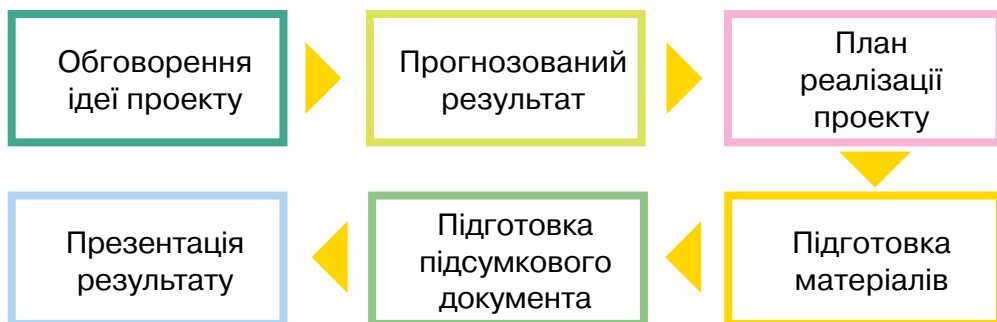 Обговорення
ідеї проекту
Прогнозований
результат
План
реалізації
проекту
Підготовка
матеріалів
Підготовка
підсумкового
документа
Презентація
результату